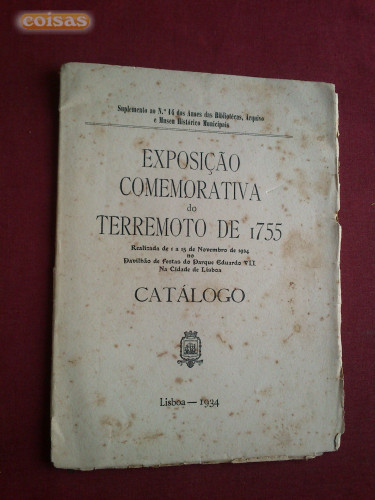 coisas
Suplemento ao N.º 14 dos Anaes das Bibliotécas, Arquivo
e Museu Histórico Municipais
EXPOSIÇÃO
COMEMORATIVA
do
TERREMOTO DE 1755
Realizada de 1 a 15 de Novembro de 1934
no
Pavilhão de festas do Parque Eduardo VII
Na Cidade de Lisboa
CATÁLOGO
Lisboa — 1934